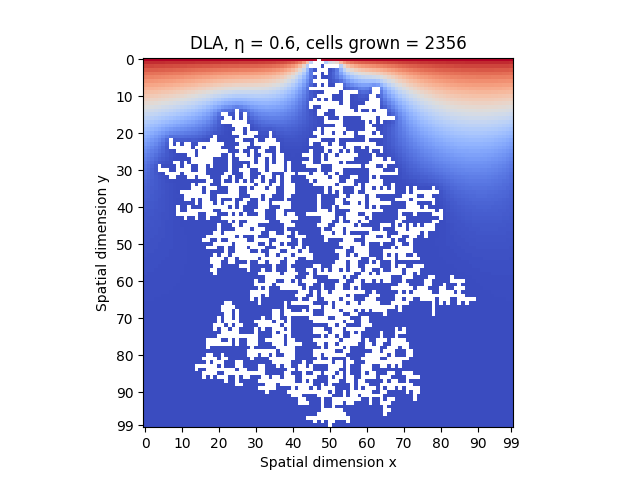 DLA, η = 0.6, cells grown = 2356
0
10
20
30
40
50
60
70
80
90
99
Spatial dimension y
0 10 20 30 40 50 60 70 80 90 99
Spatial dimension x